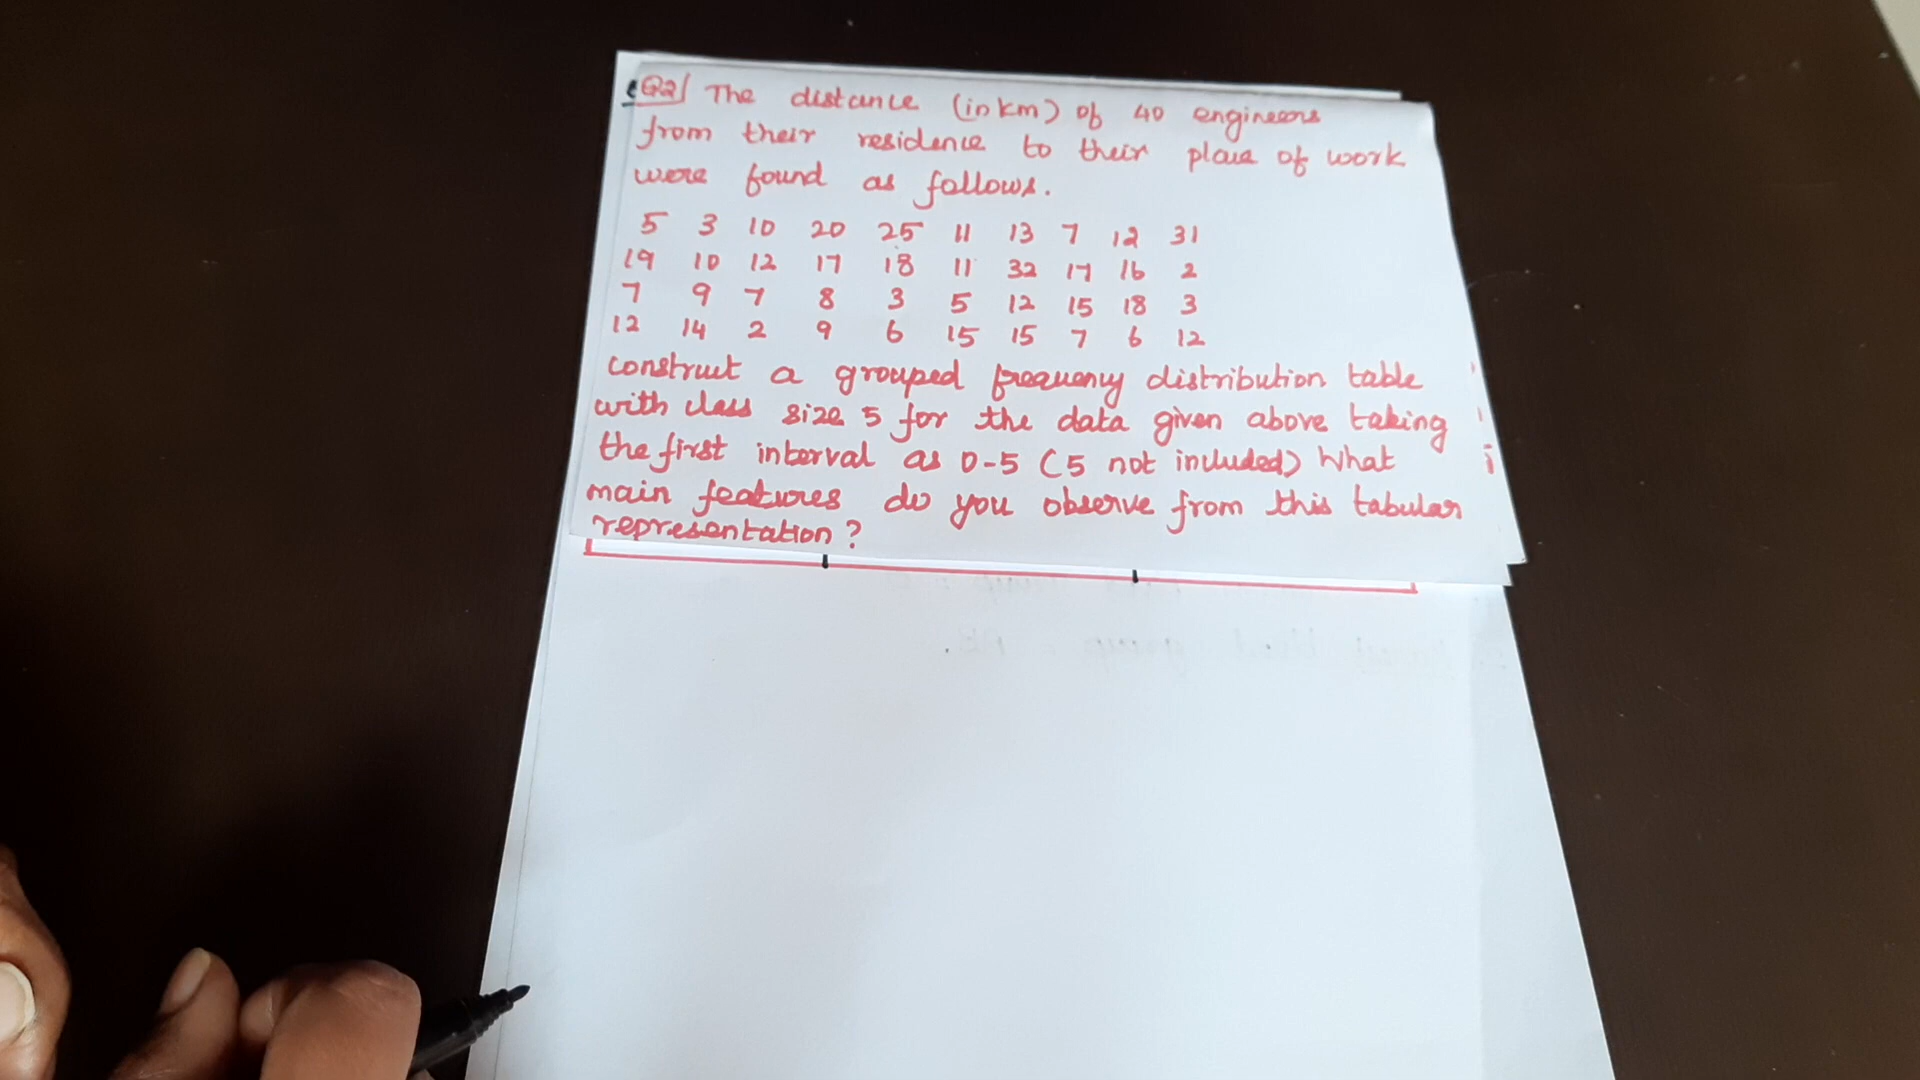 Q2 The distance (in km) of 40 engineers
from their residence to their place of work
were found as follows.
5 3 10 20 25 11 13 7 12 31
19 10 12 17 18 11 32 17 16 2
7 9 7 8 3 5 12 15 18 3
12 14 2 9 6 15 15 7 6 12
construct a grouped frequency distribution table
with class size 5 for the data given above taking
the first interval as 0-5 (5 not included) What
main features do you observe from this tabular
representation?